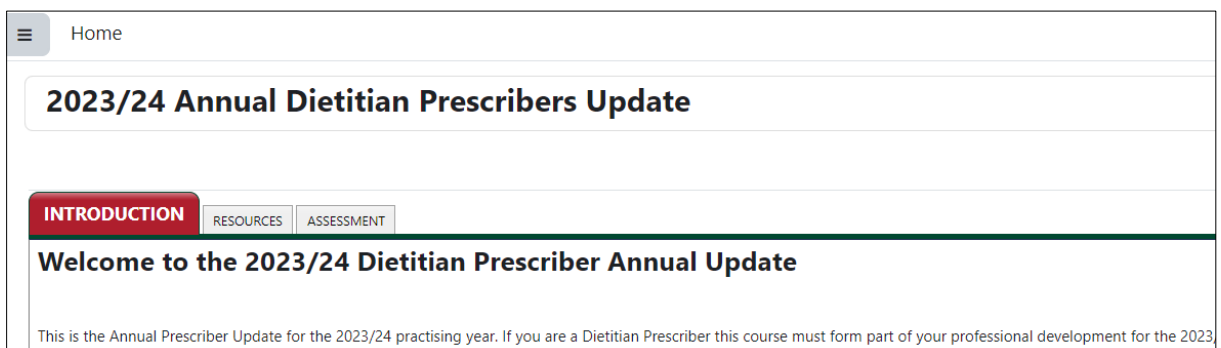 Home
2023/24 Annual Dietitian Prescribers Update
INTRODUCTION RESOURCES ASSESSMENT
Welcome to the 2023/24 Dietitian Prescriber Annual Update
This is the Annual Prescriber Update for the 2023/24 practising year. If you are a Dietitian Prescriber this course must form part of your professional development for the 2023/